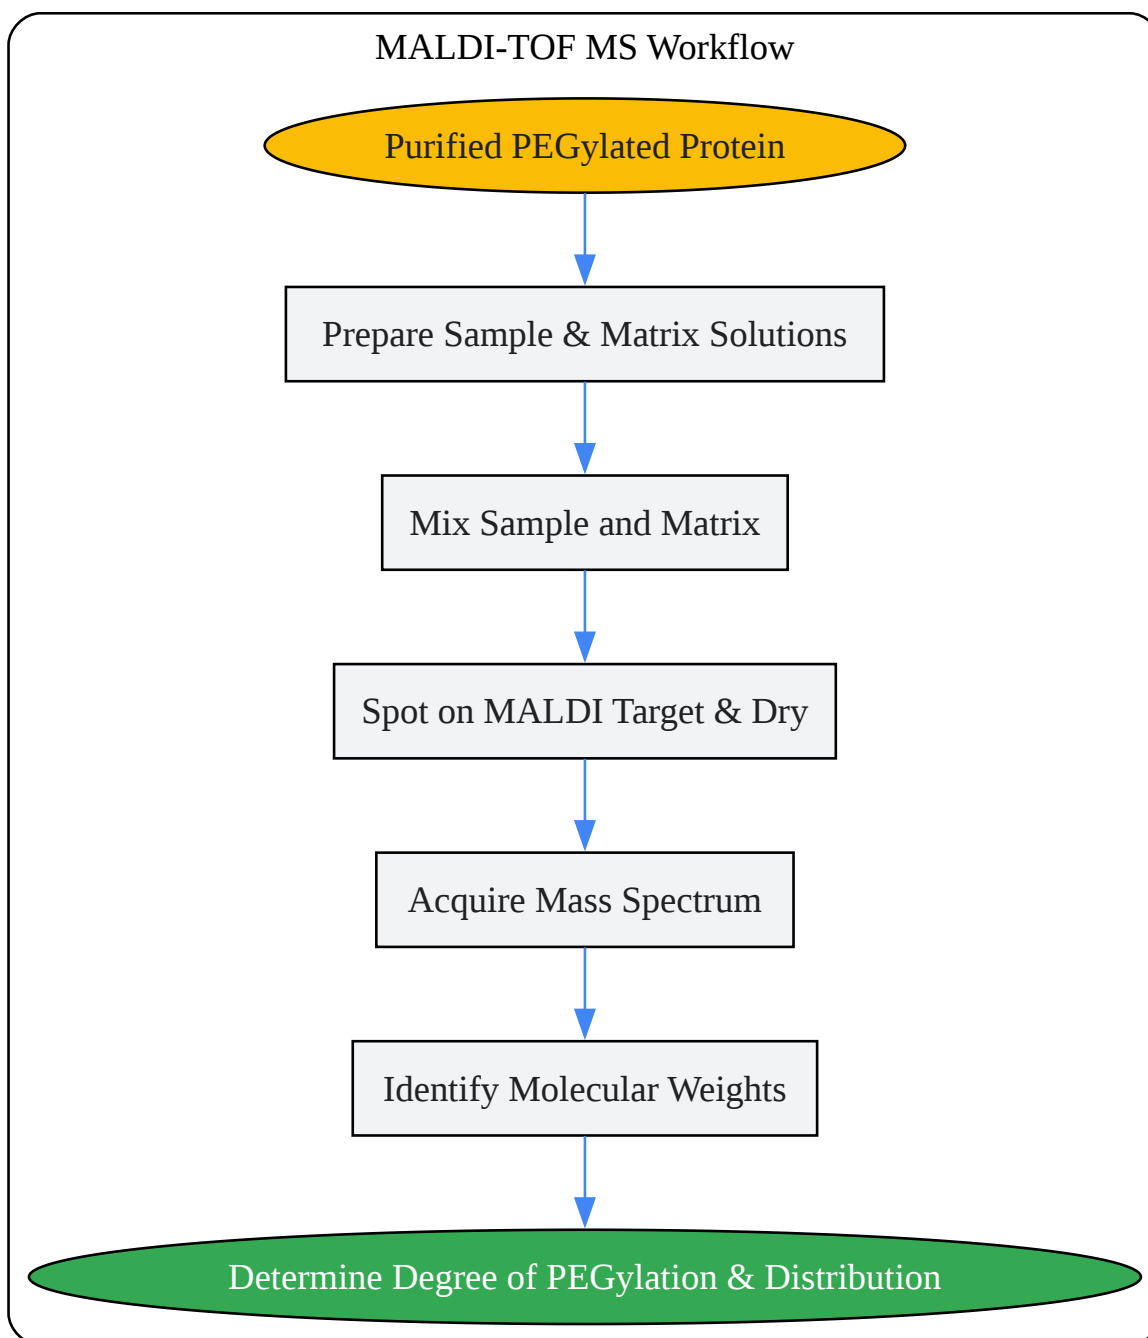 MALDI-TOF MS Workflow
Purified PEGylated Protein
Prepare Sample & Matrix Solutions
Mix Sample and Matrix
Spot on MALDI Target & Dry
Acquire Mass Spectrum
Identify Molecular Weights
Determine Degree of PEGylation & Distribution